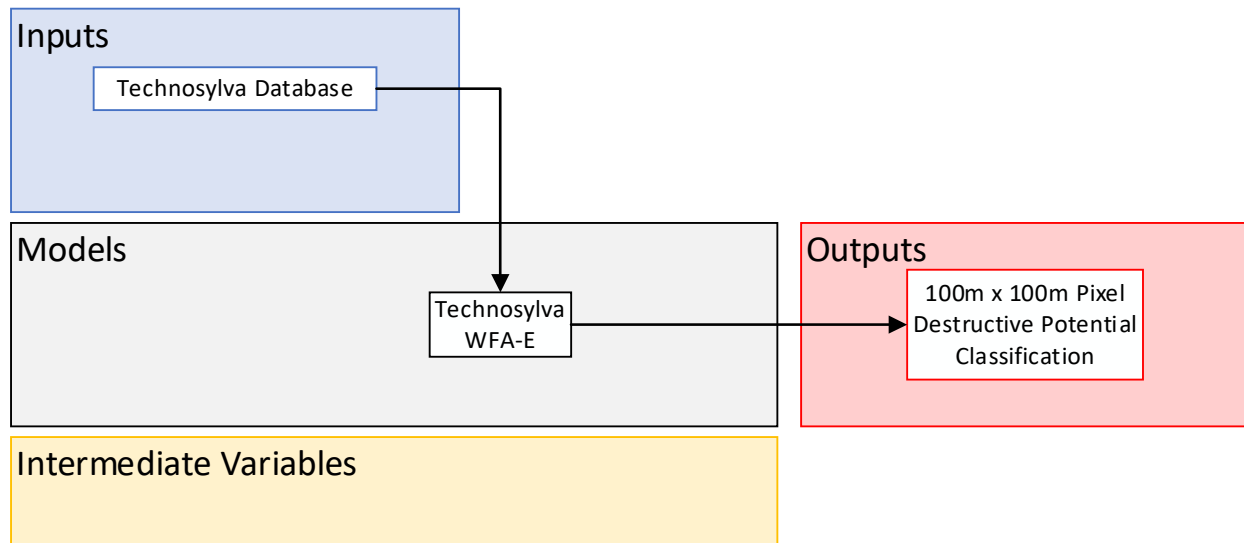 Inputs
Technosylva Database
Models
Technosylva
WFA-E
Outputs
100m x 100m Pixel
Destructive Potential
Classification
Intermediate Variables